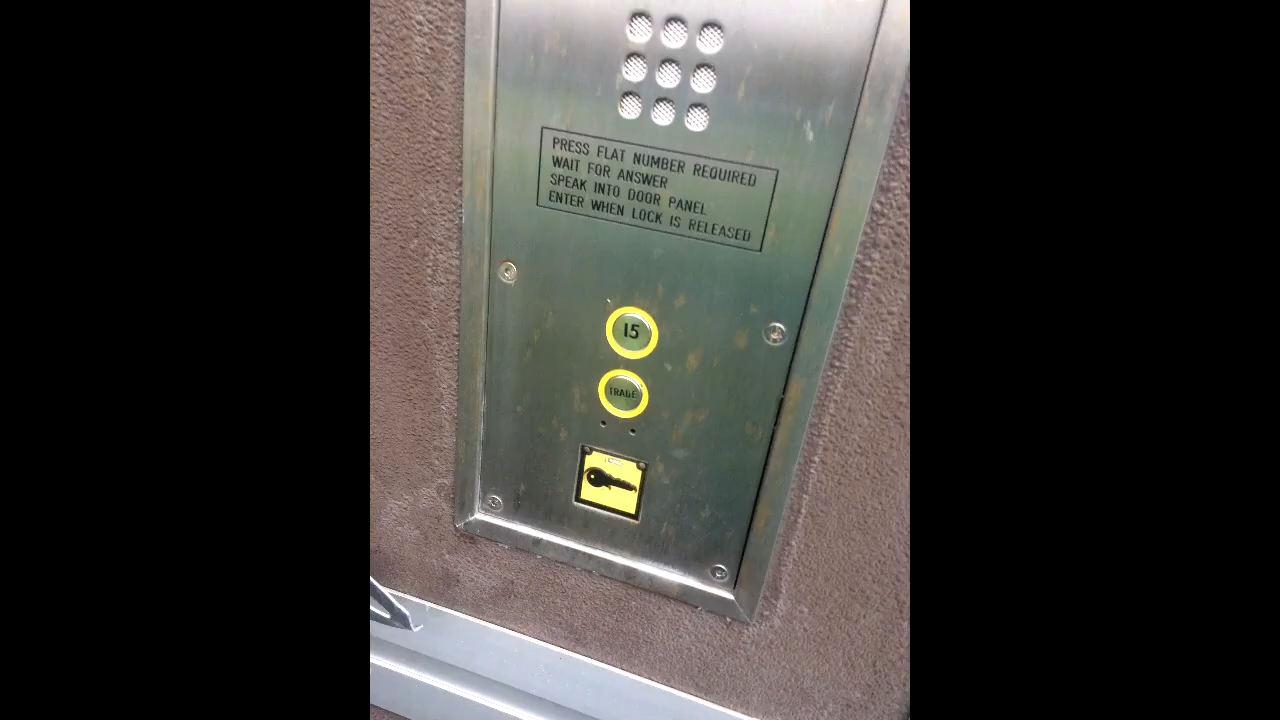 PRESS FLAT NUMBER REQUIRED
WAIT FOR ANSWER
SPEAK INTO DOOR PANEL
ENTER WHEN LOCK IS RELEASED
15
TRADE